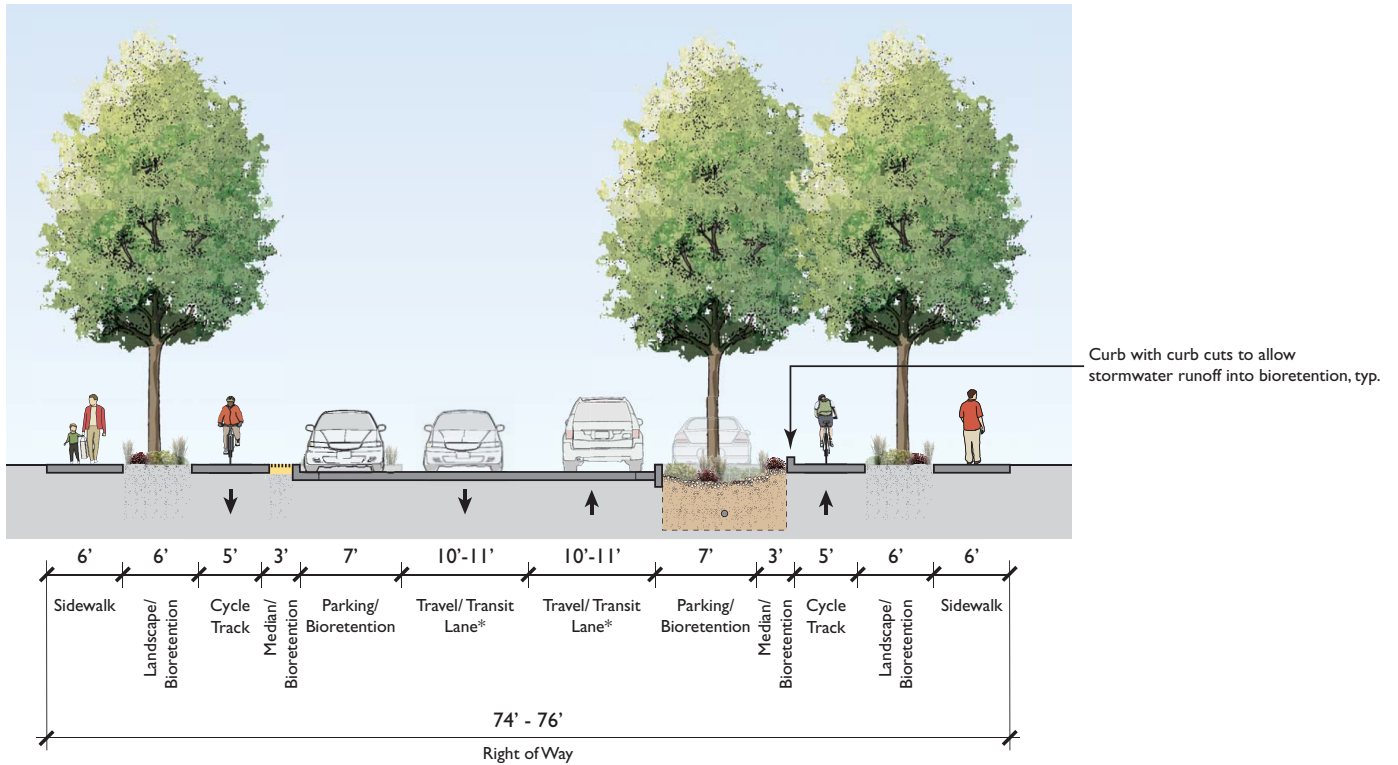 Curb with curb cuts to allow
stormwater runoff into bioretention, typ.
6’
6’
5’
3’
7’
10’-11’
10’-11’
7’
3’
5’
6’
6’
Sidewalk
Landscape/
Bioretention
Cycle
Track
Median/
Bioretention
Parking/
Bioretention
Travel/ Transit
Lane*
Travel/ Transit
Lane*
Parking/
Bioretention
Median/
Bioretention
Cycle
Track
Landscape/
Bioretention
Sidewalk
74’ - 76’
Right of Way